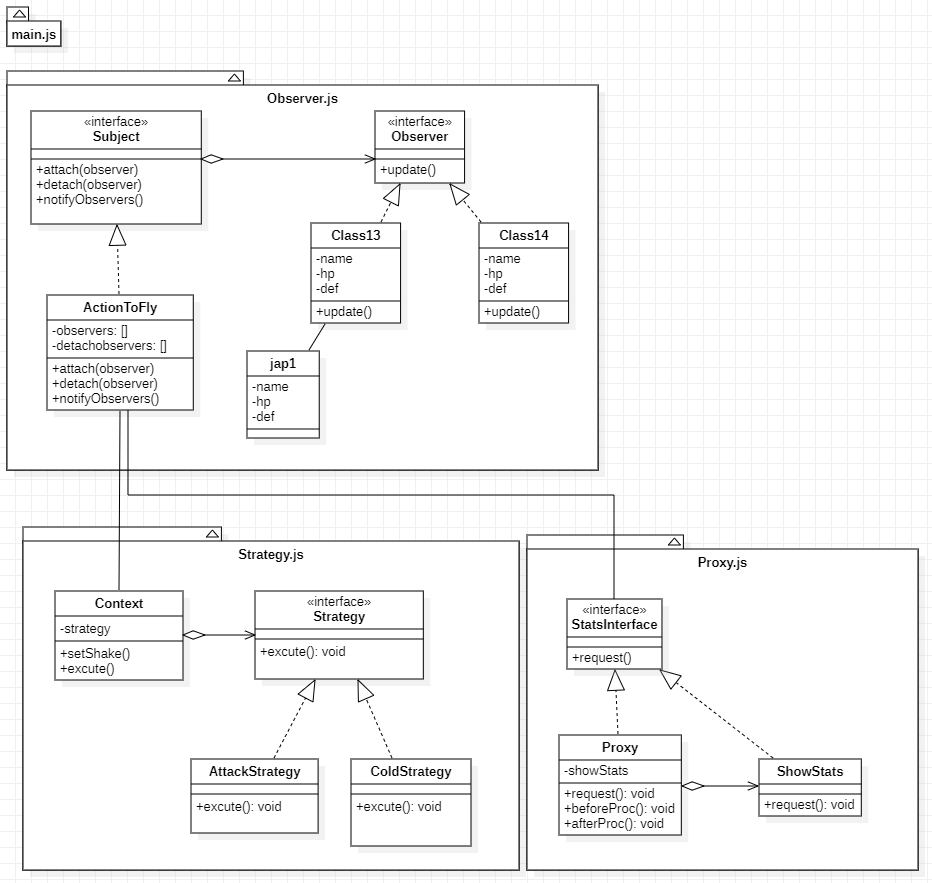 main.js
Observer.js
«interface»
Subject
+attach(observer)
+detach(observer)
+notifyObservers()
«interface»
Observer
+update()
Class13
-name
-hp
-def
+update()
Class14
-name
-hp
-def
+update()
ActionToFly
-observers: []
-detachobservers: []
+attach(observer)
+detach(observer)
+notifyObservers()
jap1
-name
-hp
-def
Strategy.js
Context
-strategy
+setShake()
+excute()
«interface»
Strategy
+excute(): void
AttackStrategy
+excute(): void
ColdStrategy
+excute(): void
Proxy.js
«interface»
StatsInterface
+request()
Proxy
-showStats
+request(): void
+beforeProc(): void
+afterProc(): void
ShowStats
+request(): void